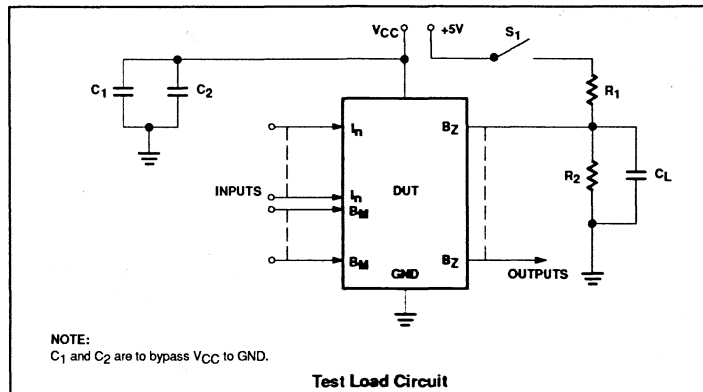 VCC +5V S1
C1 C2 R1
In BZ
R2 CL
INPUTS In DUT
BM
BM GND BZ OUTPUTS
NOTE:
C1 and C2 are to bypass VCC to GND.
Test Load Circuit